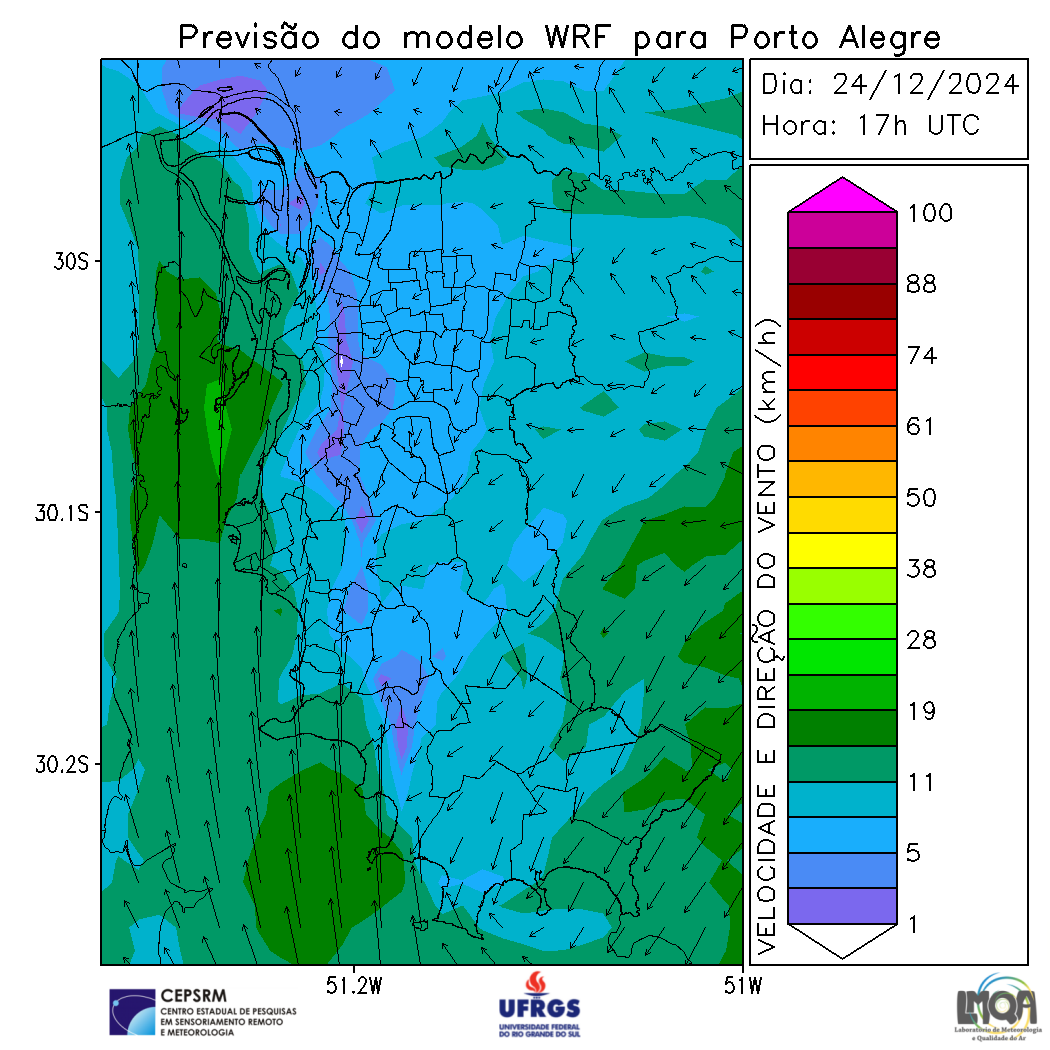 Previsão do modelo WRF para Porto Alegre
Dia: 24/12/2024
Hora: 17h UTC
30S
30.1S
30.2S
51.2W
51W
VELOCIDADE E DIREÇÃO DO VENTO (km/h)
100
88
74
61
50
38
28
19
11
5
1
CEPSRM
CENTRO ESTADUAL DE PESQUISAS
EM SENSORIAMENTO REMOTO
E METEOROLOGIA
UFRGS
UNIVERSIDADE FEDERAL
DO RIO GRANDE DO SUL
LMQA
Laboratório de Meteorologia
e Qualidade do Ar